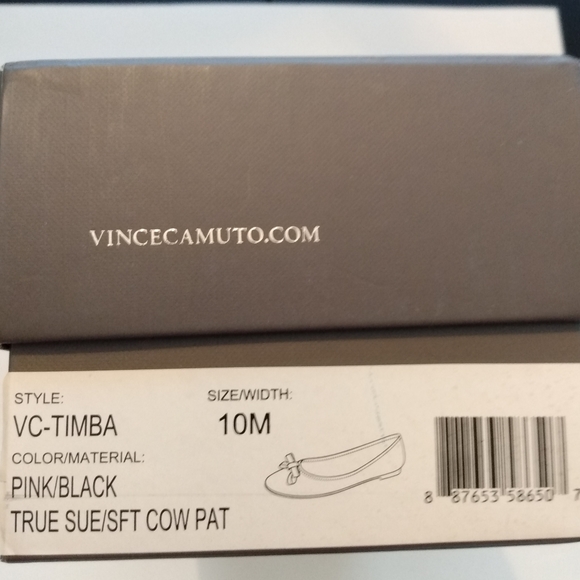 VINCECAMUTO.COM
STYLE: SIZE/WIDTH:
VC-TIMBA 10M
COLOR/MATERIAL:
PINK/BLACK
TRUE SUE/SFT COW PAT
8 87653 58650 7